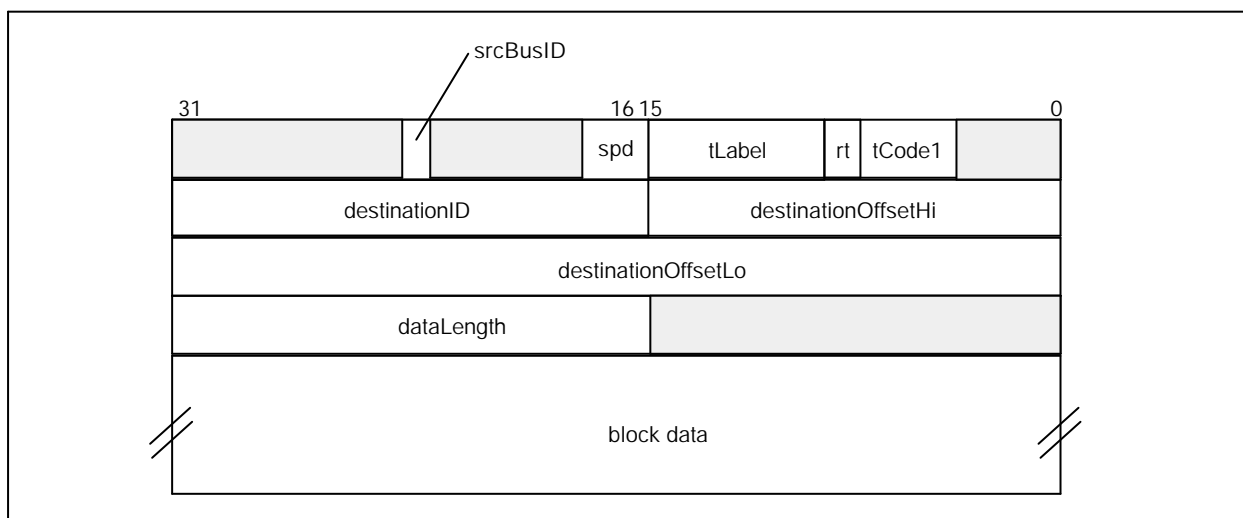 srcBusID
31 16 15 0
spd tLabel rt tCode1
destinationID destinationOffsetHi
destinationOffsetLo
dataLength
block data